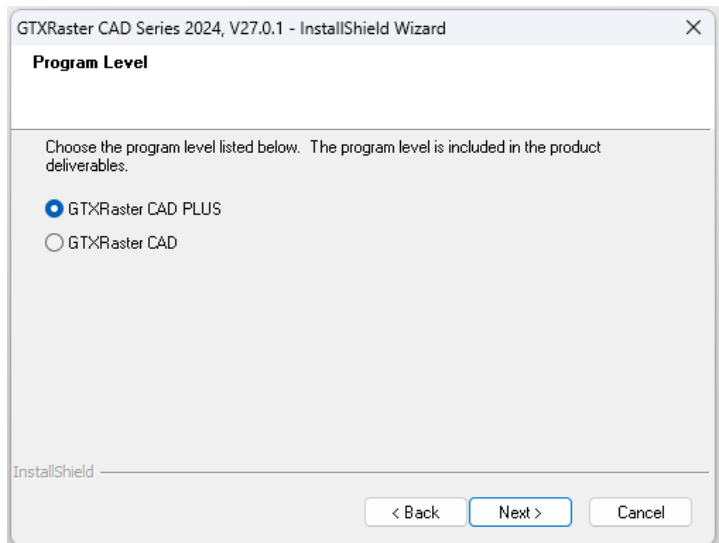 GTXRaster CAD Series 2024, V27.0.1 - InstallShield Wizard
Program Level
Choose the program level listed below.  The program level is included in the product
deliverables.
GTXRaster CAD PLUS
GTXRaster CAD
InstallShield
< Back
Next >
Cancel